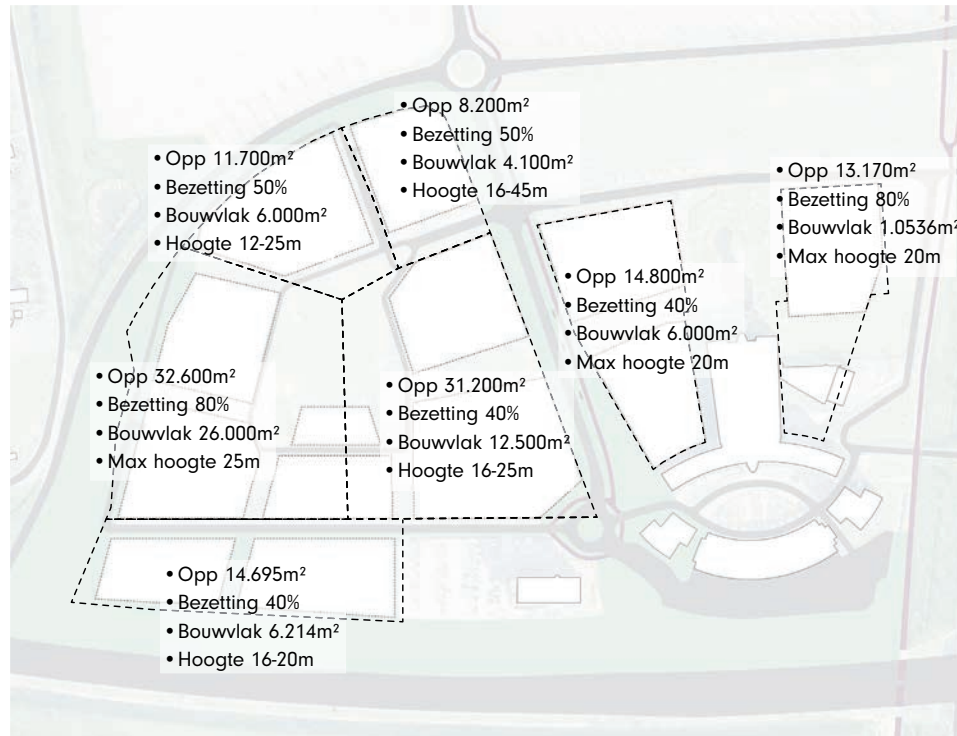 • Opp 8.200m²
• Bezetting 50%
• Bouwvlak 4.100m²
• Hoogte 16-45m
• Opp 11.700m²
• Bezetting 50%
• Bouwvlak 6.000m²
• Hoogte 12-25m
• Opp 13.170m²
• Bezetting 80%
• Bouwvlak 1.0536m²
• Max hoogte 20m
• Opp 14.800m²
• Bezetting 40%
• Bouwvlak 6.000m²
• Max hoogte 20m
• Opp 32.600m²
• Bezetting 80%
• Bouwvlak 26.000m²
• Max hoogte 25m
• Opp 31.200m²
• Bezetting 40%
• Bouwvlak 12.500m²
• Hoogte 16-25m
• Opp 14.695m²
• Bezetting 40%
• Bouwvlak 6.214m²
• Hoogte 16-20m